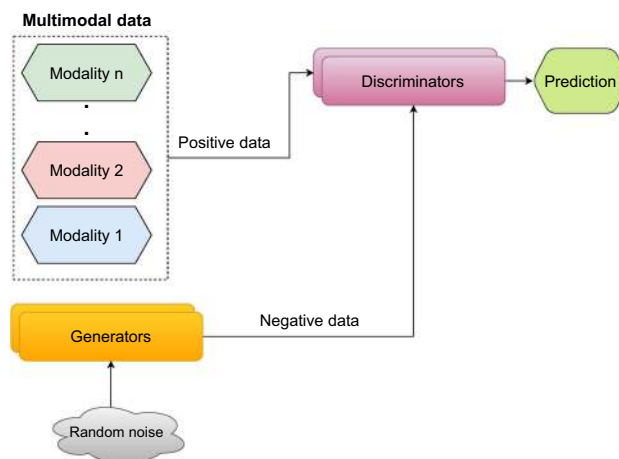 Multimodal data
Modality n
.
.
Modality 2
Modality 1
Positive data
Discriminators
Prediction
Negative data
Generators
Random noise